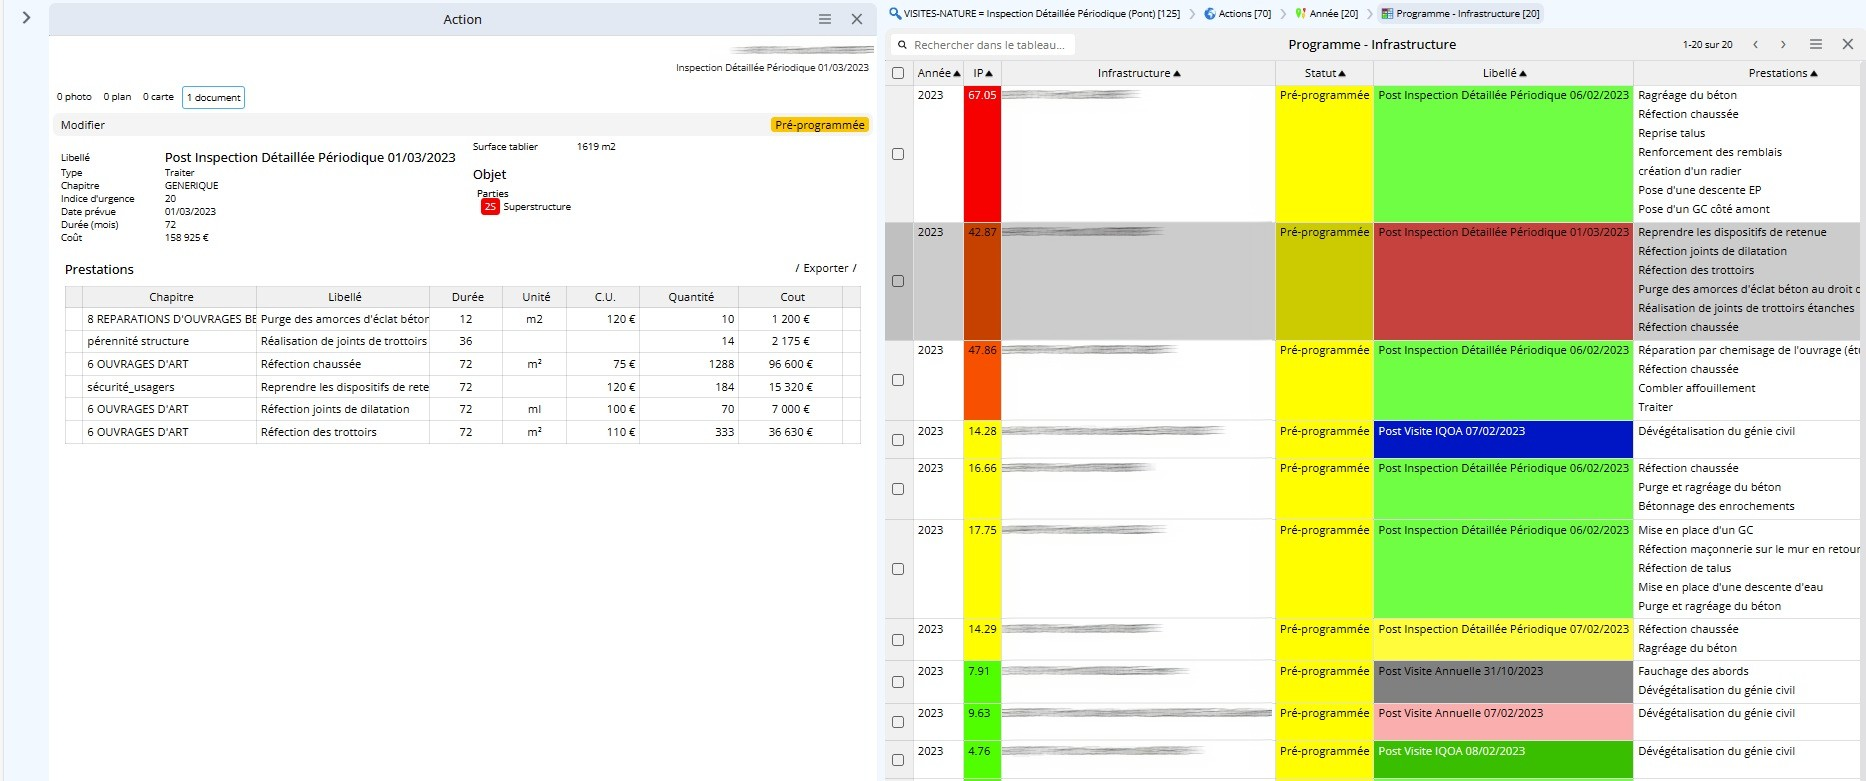 Action
Inspection Détaillée Périodique 01/03/2023
0 photo 0 plan 0 carte 1 document
Modifier Pré-programmée
Libellé Post Inspection Détaillée Périodique 01/03/2023
Type Traiter
Chapitre GENERIQUE
Indice d'urgence 20
Date prévue 01/03/2023
Durée (mois) 72
Coût 158 925 €
Surface tablier 1619 m2
Objet
Parties
2S Superstructure
Prestations / Exporter /
Chapitre Libellé Durée Unité C.U. Quantité Cout
8 REPARATIONS D'OUVRAGES BE Purge des amorces d'éclat béton 12 m2 120 € 10 1 200 €
pérennité structure Réalisation de joints de trottoirs 36 14 2 175 €
6 OUVRAGES D'ART Réfection chaussée 72 m² 75 € 1288 96 600 €
sécurité_usagers Reprendre les dispositifs de rete 72 120 € 184 15 320 €
6 OUVRAGES D'ART Réfection joints de dilatation 72 ml 100 € 70 7 000 €
6 OUVRAGES D'ART Réfection des trottoirs 72 m² 110 € 333 36 630 €
VISITES-NATURE = Inspection Détaillée Périodique (Pont) [125] Actions [70] Année [20] Programme - Infrastructure [20]
Rechercher dans le tableau... Programme - Infrastructure 1-20 sur 20
Année IP Infrastructure Statut Libellé Prestations
2023 67.05 Pré-programmée Post Inspection Détaillée Périodique 06/02/2023 Ragréage du béton
Réfection chaussée
Reprise talus
Renforcement des remblais
création d'un radier
Pose d'une descente EP
Pose d'un GC côté amont
2023 42.87 Pré-programmée Post Inspection Détaillée Périodique 01/03/2023 Reprendre les dispositifs de retenue
Réfection joints de dilatation
Réfection des trottoirs
Purge des amorces d'éclat béton au droit c
Réalisation de joints de trottoirs étanches
Réfection chaussée
2023 47.86 Pré-programmée Post Inspection Détaillée Périodique 06/02/2023 Réparation par chemisage de l'ouvrage (étu
Réfection chaussée
Combler affouillement
Traiter
2023 14.28 Pré-programmée Post Visite IQOA 07/02/2023 Dévégétalisation du génie civil
2023 16.66 Pré-programmée Post Inspection Détaillée Périodique 06/02/2023 Réfection chaussée
Purge et ragréage du béton
Bétonnage des enrochements
2023 17.75 Pré-programmée Post Inspection Détaillée Périodique 06/02/2023 Mise en place d'un GC
Réfection maçonnerie sur le mur en retour
Réfection de talus
Mise en place d'une descente d'eau
Purge et ragréage du béton
2023 14.29 Pré-programmée Post Inspection Détaillée Périodique 07/02/2023 Réfection chaussée
Ragréage du béton
2023 7.91 Pré-programmée Post Visite Annuelle 31/10/2023 Fauchage des abords
Dévégétalisation du génie civil
2023 9.63 Pré-programmée Post Visite Annuelle 07/02/2023 Dévégétalisation du génie civil
2023 4.76 Pré-programmée Post Visite IQOA 08/02/2023 Dévégétalisation du génie civil